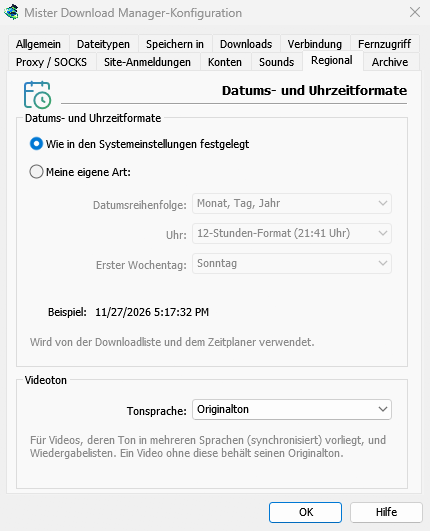 Mister Download Manager-Konfiguration
Allgemein Dateitypen Speichern in Downloads Verbindung Fernzugriff
Proxy / SOCKS Site-Anmeldungen Konten Sounds Regional Archive
Datums- und Uhrzeitformate
Datums- und Uhrzeitformate
Wie in den Systemeinstellungen festgelegt
Meine eigene Art:
Datumsreihenfolge: Monat, Tag, Jahr
Uhr: 12-Stunden-Format (21:41 Uhr)
Erster Wochentag: Sonntag
Beispiel: 11/27/2026 5:17:32 PM
Wird von der Downloadliste und dem Zeitplaner verwendet.
Videoton
Tonsprache: Originalton
Für Videos, deren Ton in mehreren Sprachen (synchronisiert) vorliegt, und
Wiedergabelisten. Ein Video ohne diese behält seinen Originalton.
OK Hilfe